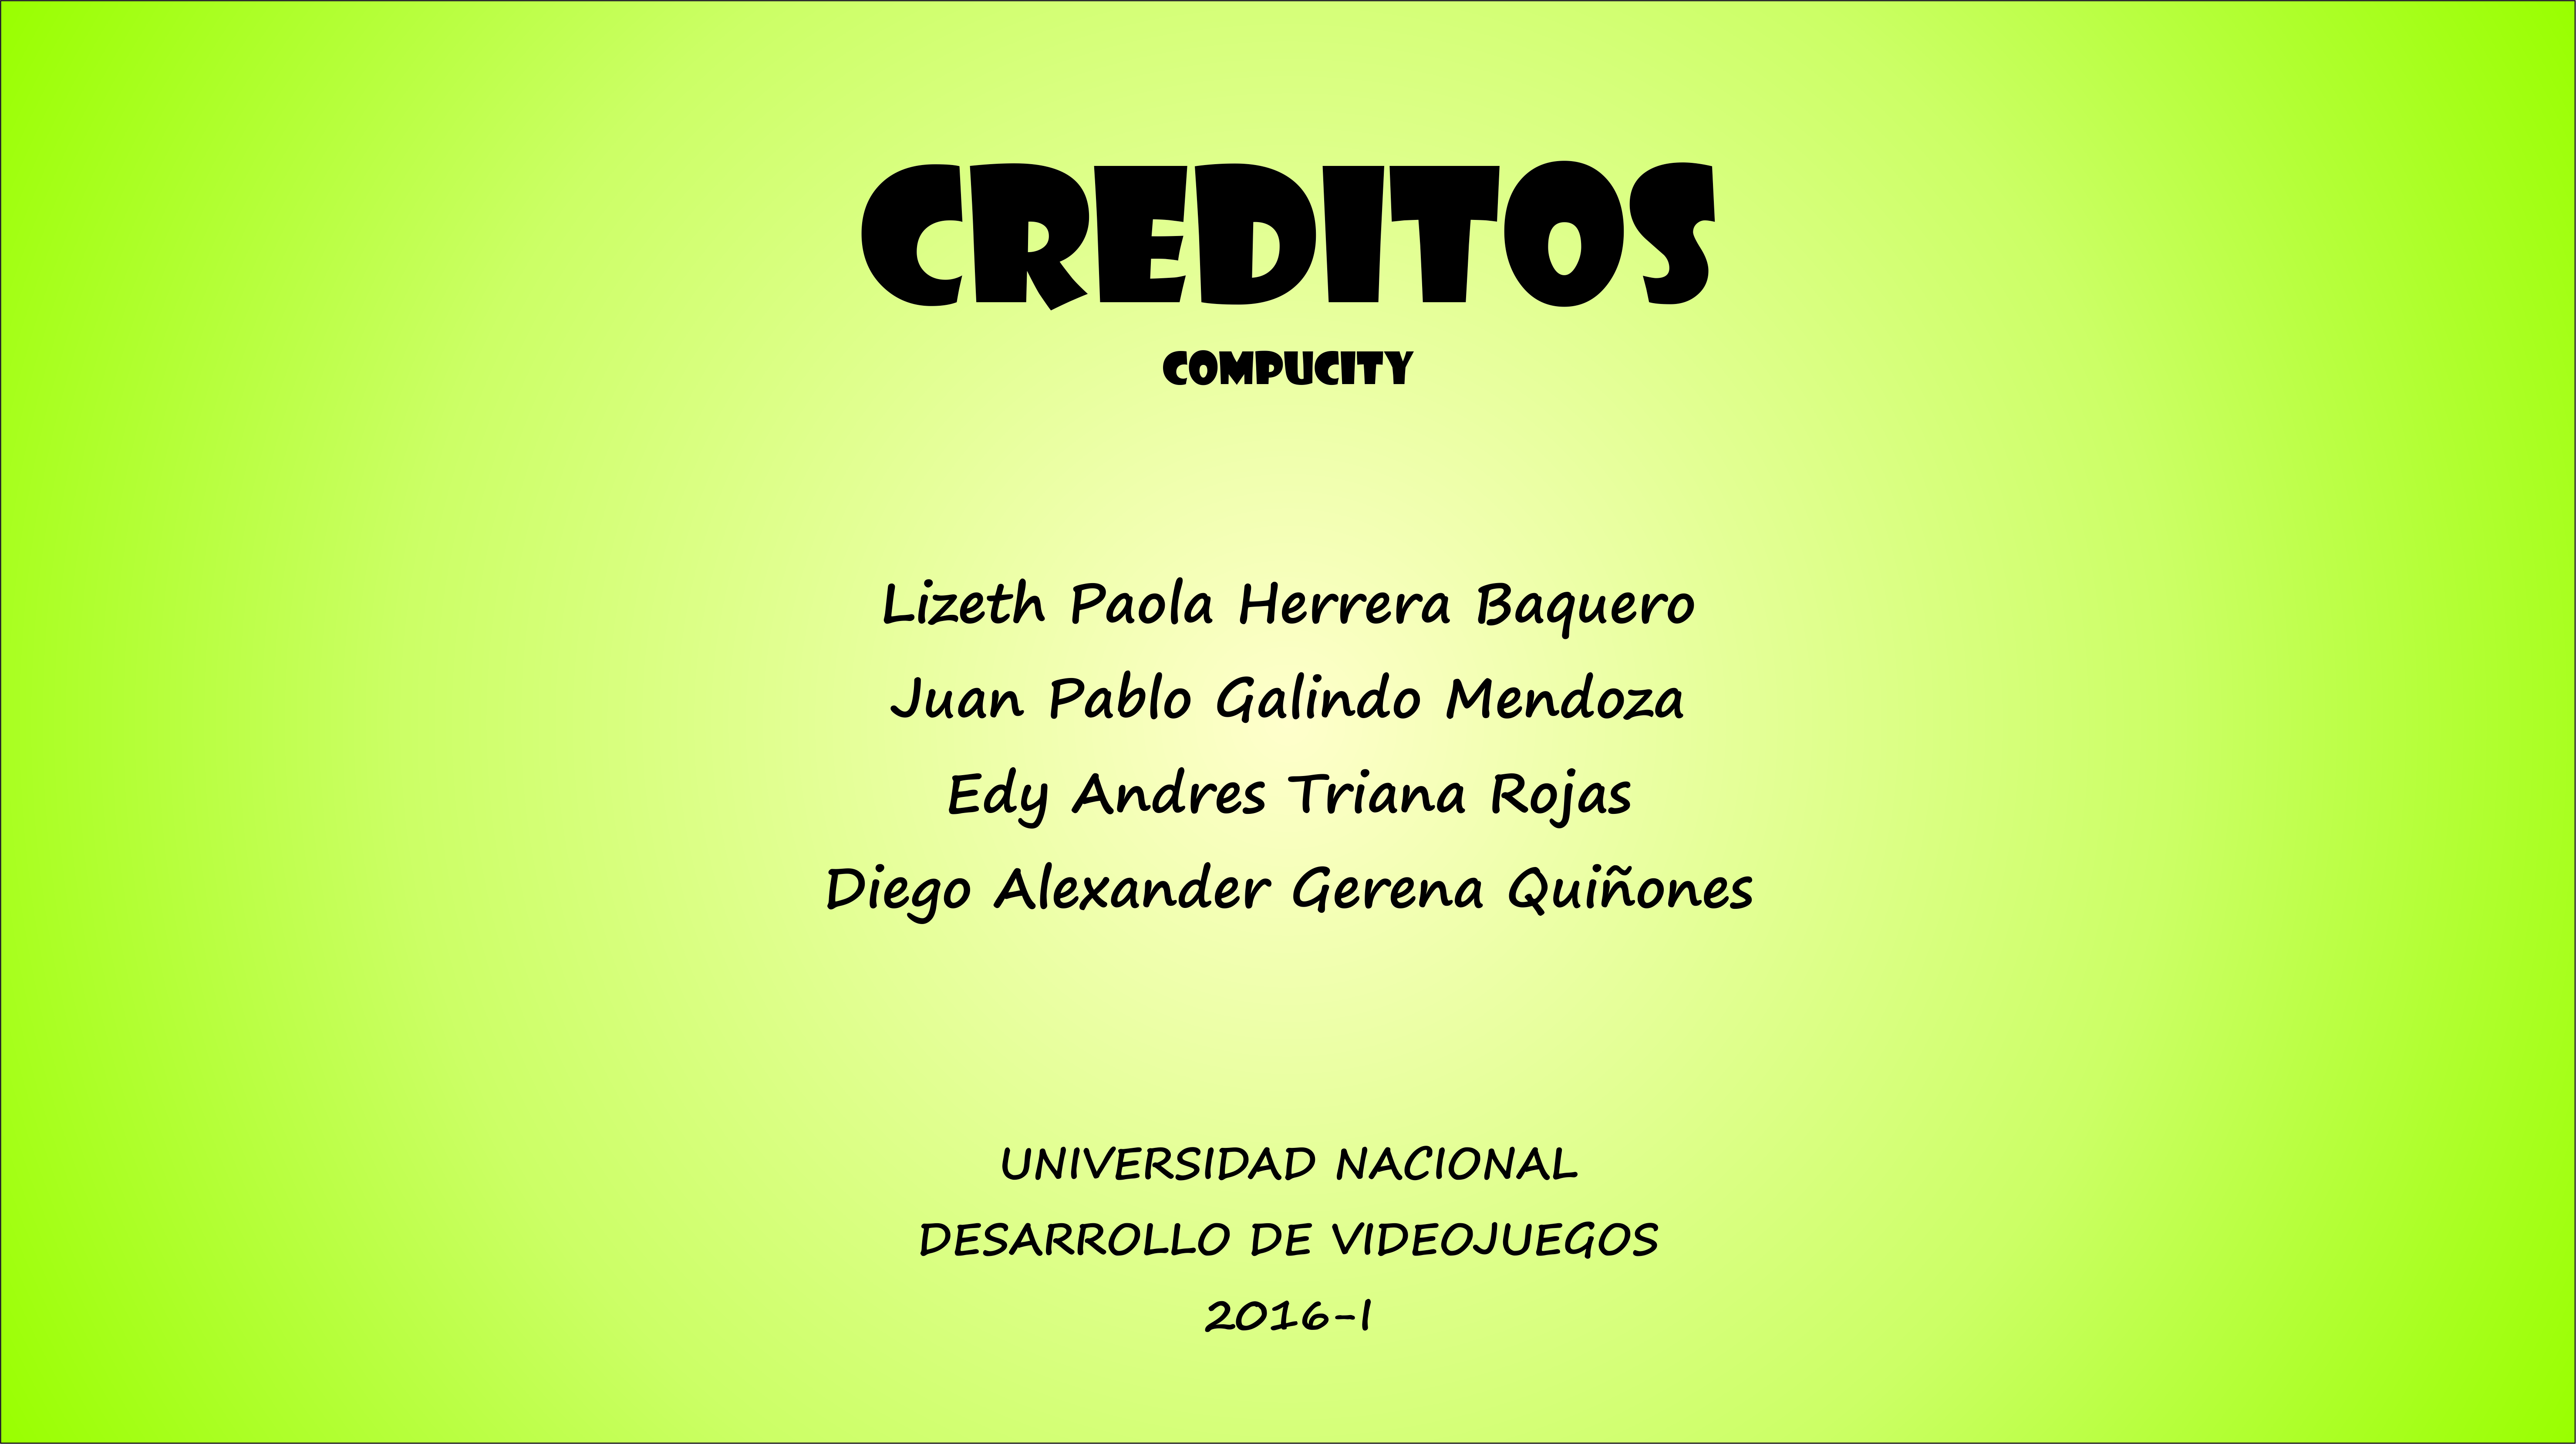 CREDITOS
COMPUCITY
Lizeth Paola Herrera Baquero
Juan Pablo Galindo Mendoza
Edy Andres Triana Rojas
Diego Alexander Gerena Quiñones
UNIVERSIDAD NACIONAL
DESARROLLO DE VIDEOJUEGOS
2016-I